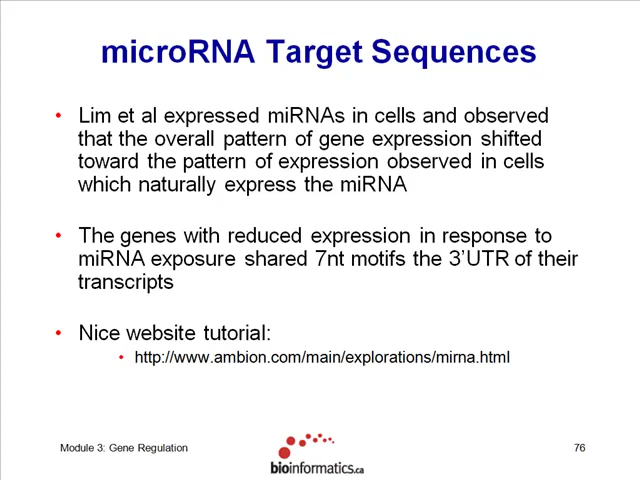 microRNA Target Sequences
• Lim et al expressed miRNAs in cells and observed
that the overall pattern of gene expression shifted
toward the pattern of expression observed in cells
which naturally express the miRNA
• The genes with reduced expression in response to
miRNA exposure shared 7nt motifs the 3'UTR of their
transcripts
• Nice website tutorial:
• http://www.ambion.com/main/explorations/mirna.html
Module 3: Gene Regulation
bioinformatics.ca
76